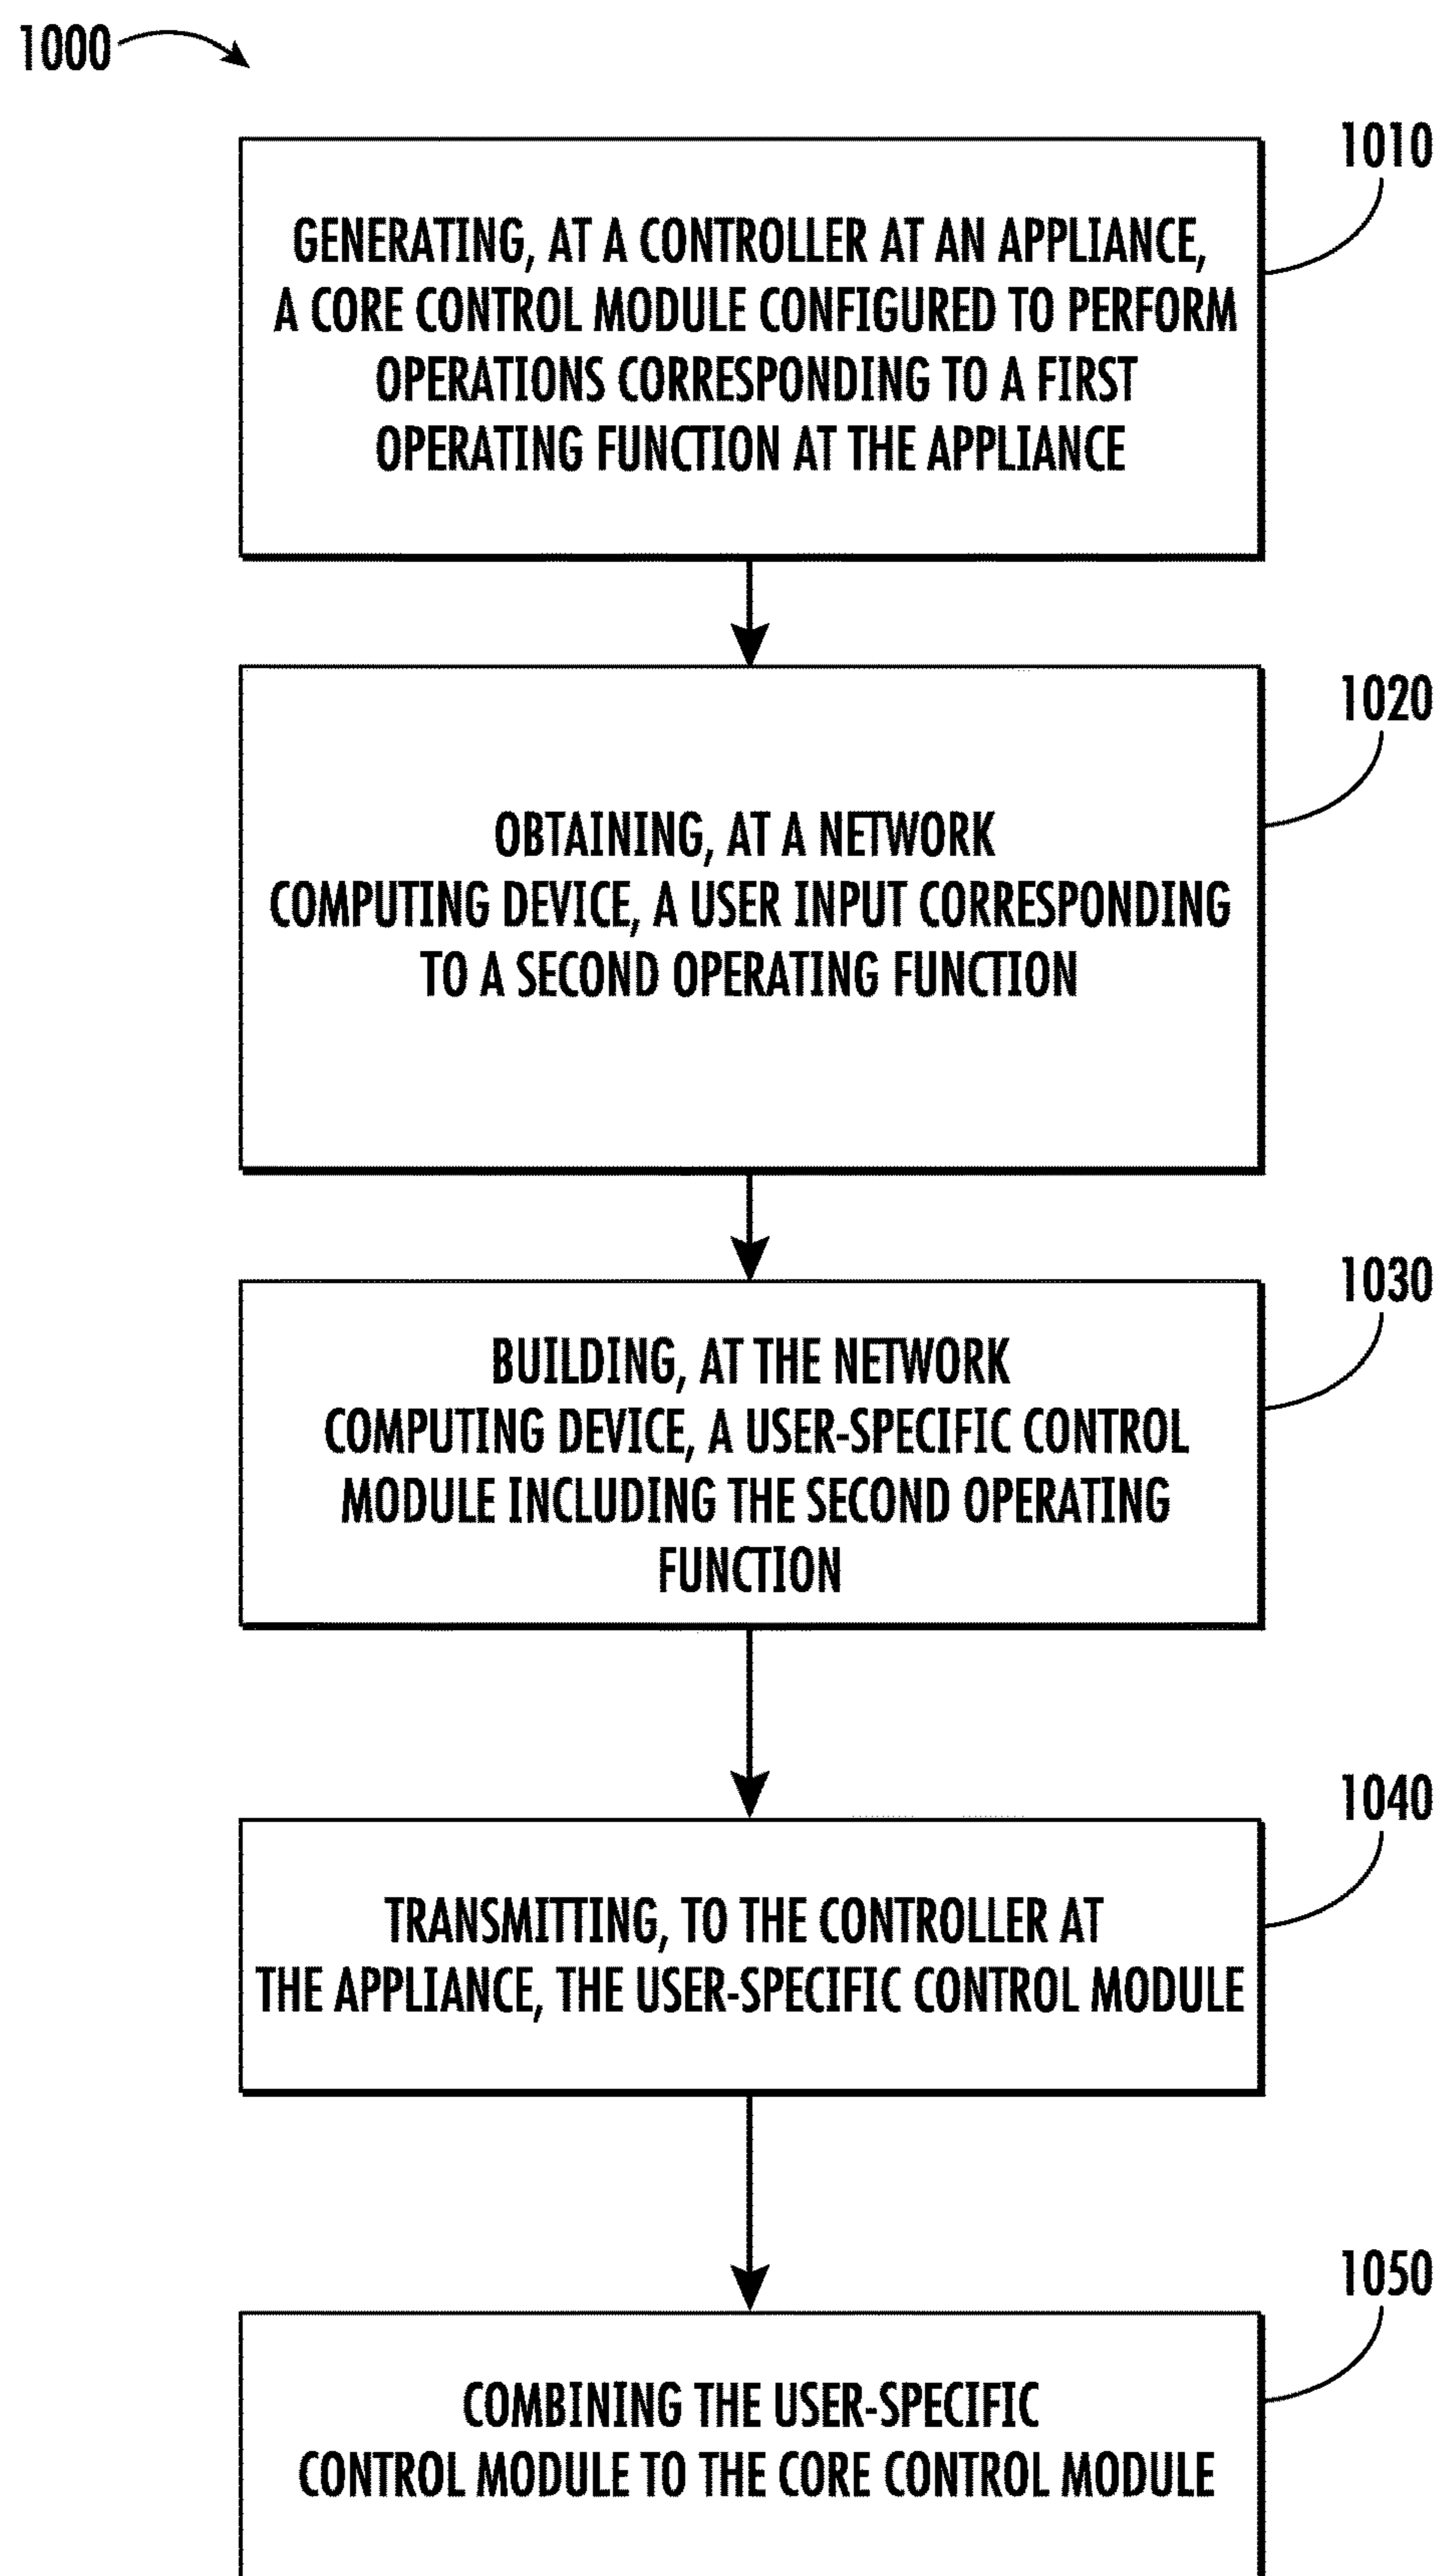 1000
1010
GENERATING, AT A CONTROLLER AT AN APPLIANCE,
A CORE CONTROL MODULE CONFIGURED TO PERFORM
OPERATIONS CORRESPONDING TO A FIRST
OPERATING FUNCTION AT THE APPLIANCE
1020
OBTAINING, AT A NETWORK
COMPUTING DEVICE, A USER INPUT CORRESPONDING
TO A SECOND OPERATING FUNCTION
1030
BUILDING, AT THE NETWORK
COMPUTING DEVICE, A USER-SPECIFIC CONTROL
MODULE INCLUDING THE SECOND OPERATING
FUNCTION
1040
TRANSMITTING, TO THE CONTROLLER AT
THE APPLIANCE, THE USER-SPECIFIC CONTROL MODULE
1050
COMBINING THE USER-SPECIFIC
CONTROL MODULE TO THE CORE CONTROL MODULE